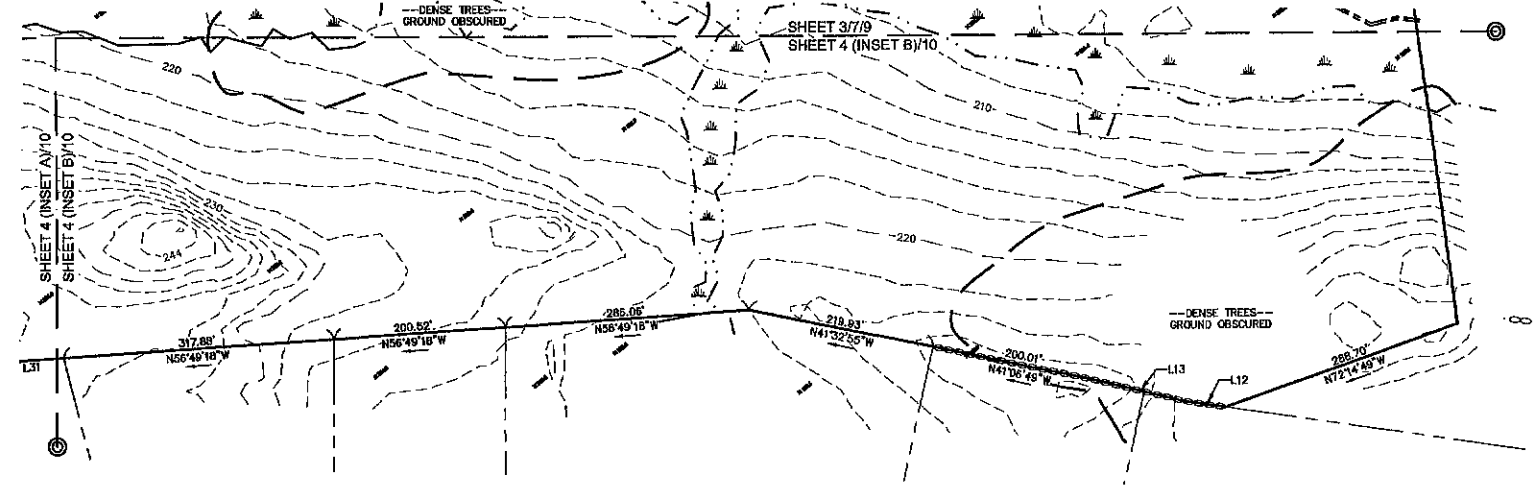 ---DENSE TREES---
GROUND OBSCURED
SHEET 3/7/9
SHEET 4 (INSET B)/10
220
210
SHEET 4 (INSET A)/10
SHEET 4 (INSET B)/10
230
244
220
---DENSE TREES---
GROUND OBSCURED
317.88'
N56°49'18"W
200.52'
N56°49'18"W
N56°49'18"W
219.93'
N41°32'55"W
200.01'
N41°06'49"W
L13
L12
288.70'
N72°14'49"W
L31
8